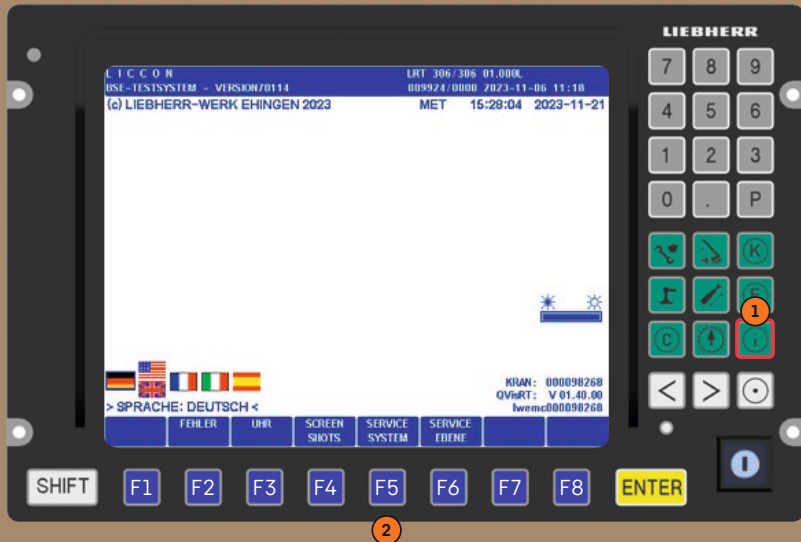 LIEBHERR
LICCON LRT 306/306 01.000L
BSE-TESTSYSTEM - VERSION70114 009924/0000 2023-11-06 11:18
(c) LIEBHERR-WERK EHINGEN 2023 MET 15:28:04 2023-11-21
KRAN: 000098268
QVisRT: V 01.40.00
lwemc000098268
> SPRACHE: DEUTSCH <
FEHLER UHR SCREEN SHOTS SERVICE SYSTEM SERVICE EBENE
7 8 9
4 5 6
1 2 3
0 . P
K
1
C i
< >
SHIFT F1 F2 F3 F4 F5 F6 F7 F8 ENTER
2